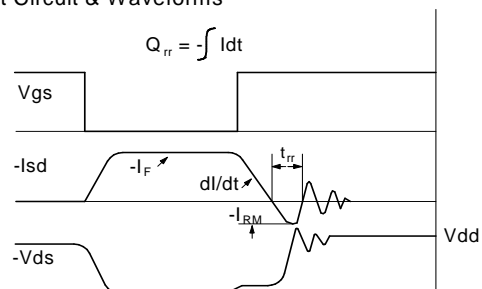 t Circuit & Waveforms
Q rr = -∫ Idt
Vgs
-Isd
-I F
t rr
dI/dt
-I RM
Vdd
-Vds